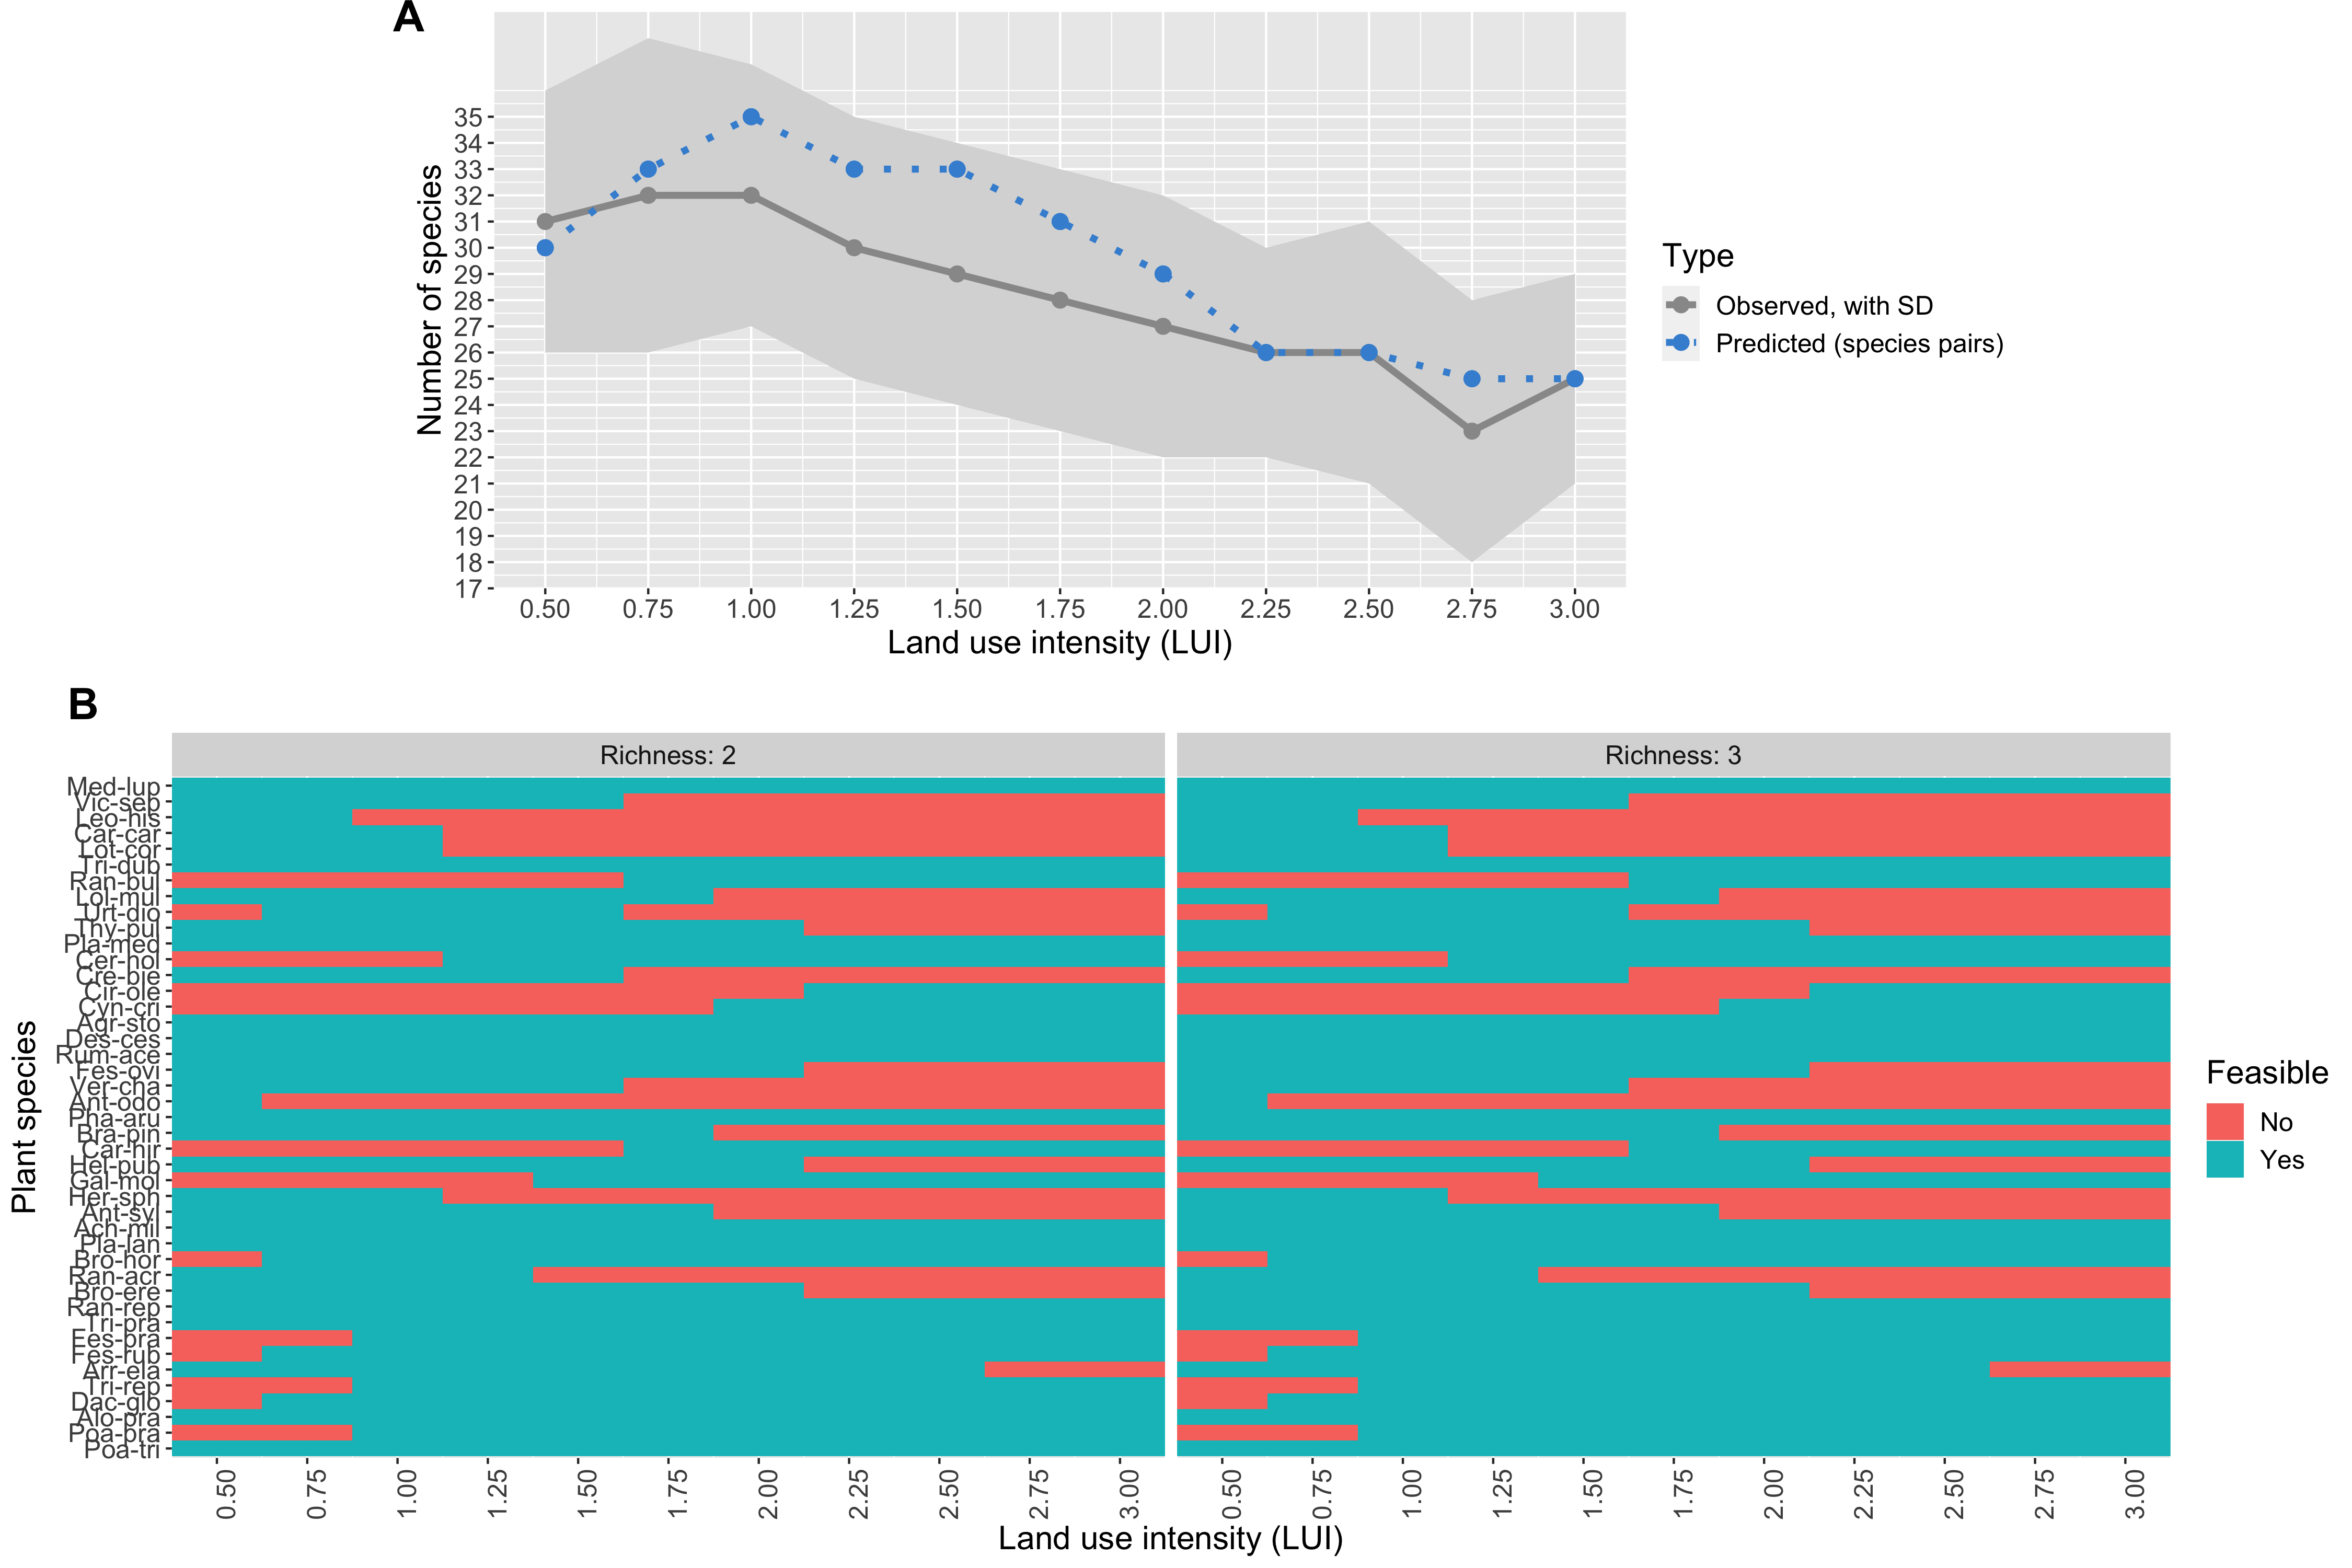 A
Number of species
35
34
33
32
31
30
29
28
27
26
25
24
23
22
21
20
19
18
17
0.50 0.75 1.00 1.25 1.50 1.75 2.00 2.25 2.50 2.75 3.00
Land use intensity (LUI)
Type
Observed, with SD
Predicted (species pairs)
B
Richness: 2
Richness: 3
Plant species
Med-lup
Vic-sep
Leo-his
Car-car
Lot-cor
Tri-dub
Ran-bul
Lol-mul
Urt-dio
Thy-pul
Pla-med
Cer-hol
Cre-bie
Cir-ole
Cyn-cri
Agr-sto
Des-ces
Rum-ace
Fes-ovi
Ver-cha
Ant-odo
Pha-aru
Bra-pin
Car-hir
Hel-pub
Gal-mol
Her-sph
Ant-syl
Ach-mil
Pla-lan
Bro-hor
Ran-acr
Bro-ere
Ran-rep
Tri-pra
Fes-pra
Fes-rub
Arr-ela
Tri-rep
Dac-glo
Alo-pra
Poa-pra
Poa-tri
0.50 0.75 1.00 1.25 1.50 1.75 2.00 2.25 2.50 2.75 3.00
0.50 0.75 1.00 1.25 1.50 1.75 2.00 2.25 2.50 2.75 3.00
Land use intensity (LUI)
Feasible
No
Yes